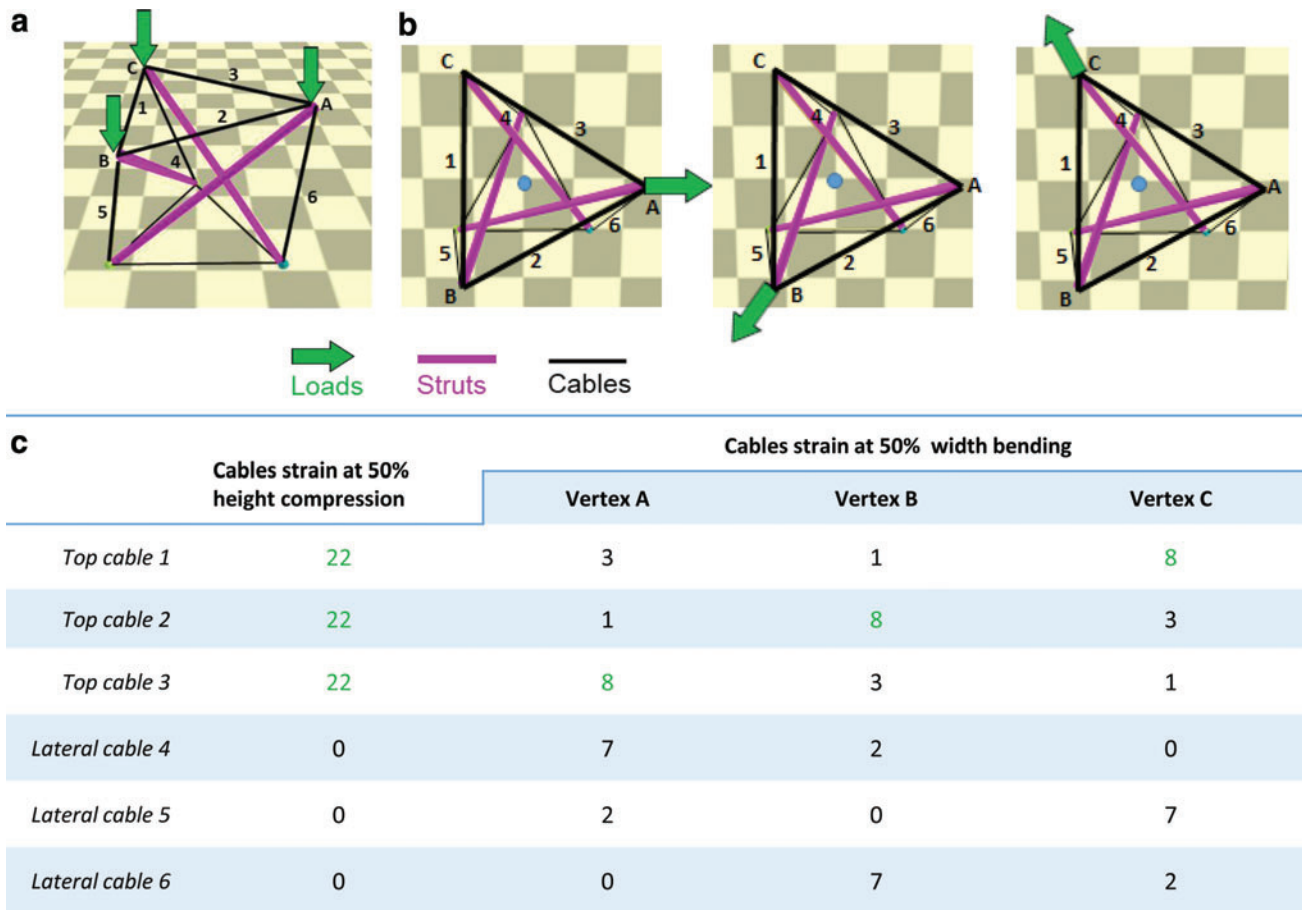 a
C
3
A
1
2
B
4
5
6
b
C
4
3
1
A
6
5
2
B
C
4
3
1
A
6
5
2
B
C
4
3
1
A
6
5
2
B
Loads
Struts
Cables
c
Cables strain at 50% height compression
Cables strain at 50% width bending
Vertex A Vertex B Vertex C
Top cable 1 22 3 1 8
Top cable 2 22 1 8 3
Top cable 3 22 8 3 1
Lateral cable 4 0 7 2 0
Lateral cable 5 0 2 0 7
Lateral cable 6 0 0 7 2